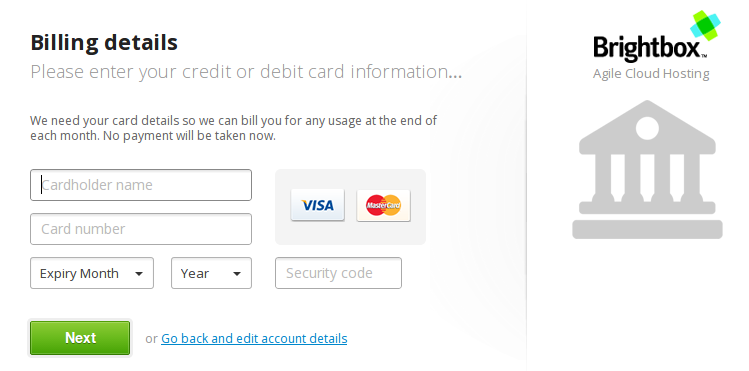 Billing details
Please enter your credit or debit card information...
We need your card details so we can bill you for any usage at the end of
each month. No payment will be taken now.
Cardholder name
Card number
Expiry Month
Year
Security code
VISA
MasterCard
Next
or Go back and edit account details
Brightbox™
Agile Cloud Hosting